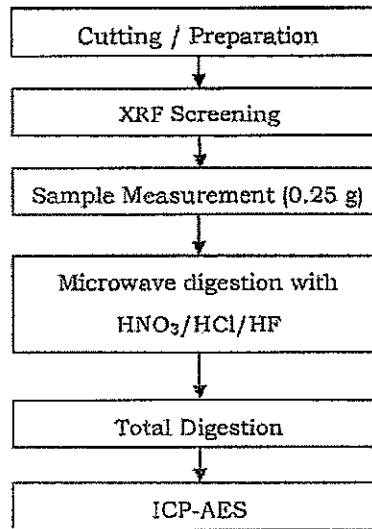 Cutting / Preparation
XRF Screening
Sample Measurement (0.25 g)
Microwave digestion with
HNO₃/HCl/HF
Total Digestion
ICP-AES